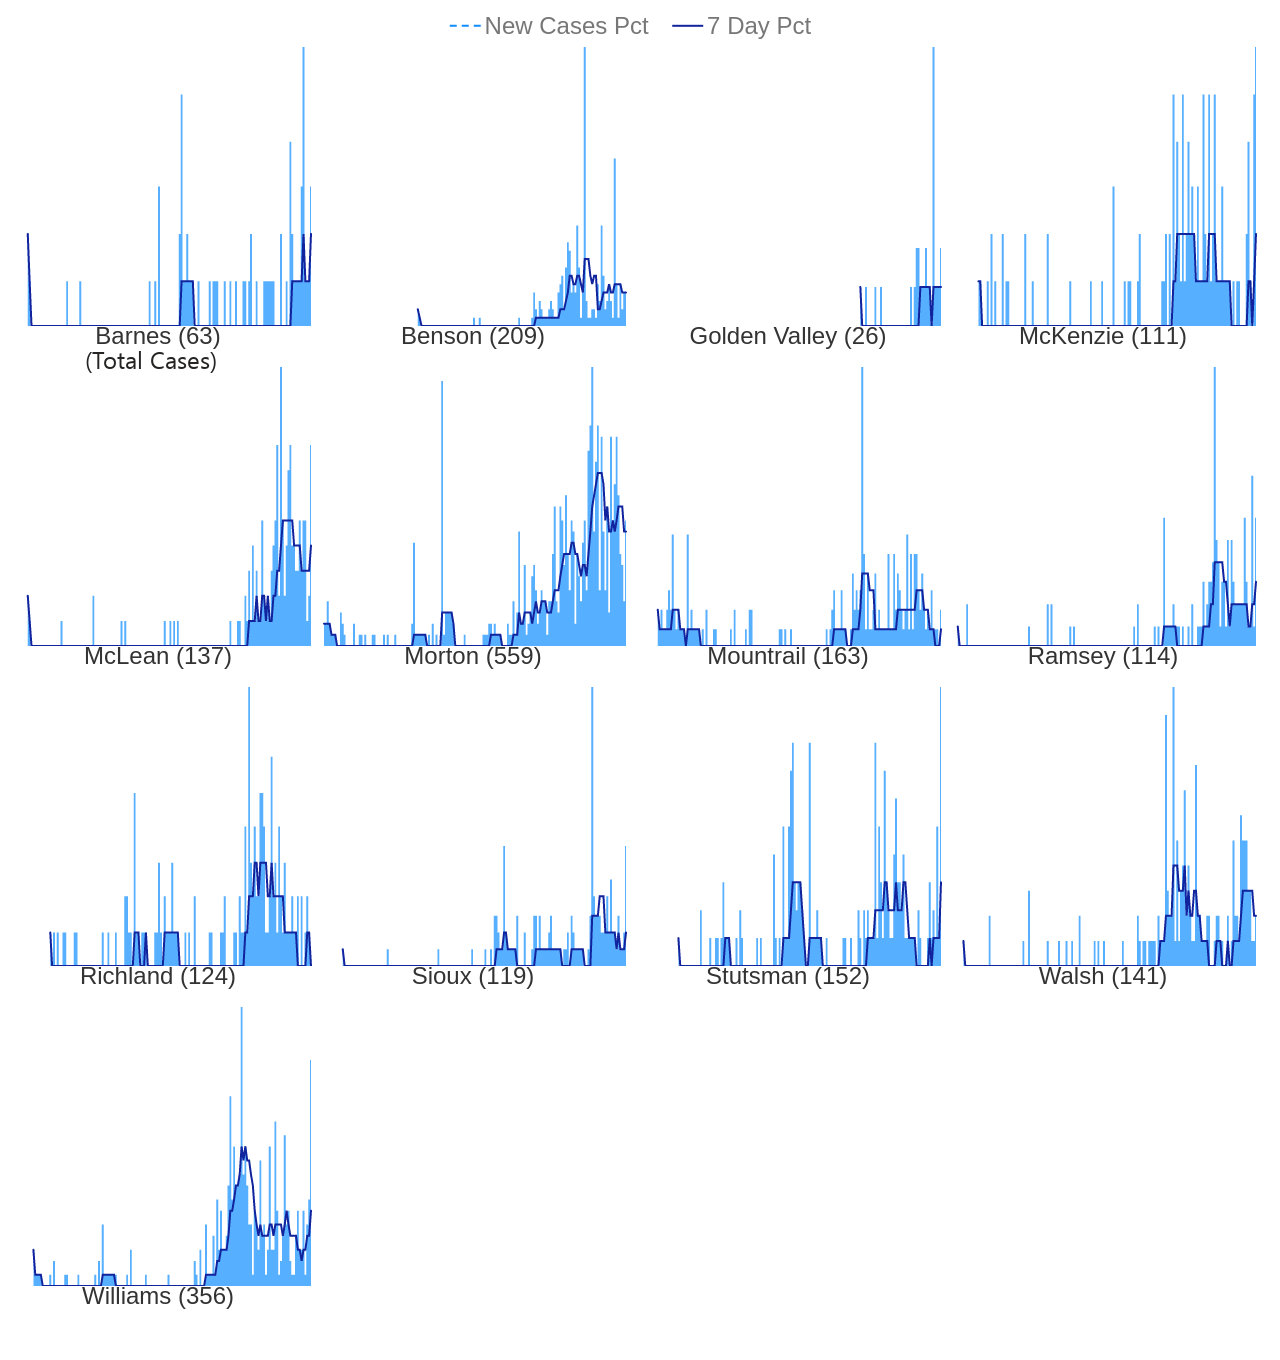 New Cases Pct 7 Day Pct
Barnes (63) Benson (209) Golden Valley (26) McKenzie (111)
(Total Cases)
McLean (137) Morton (559) Mountrail (163) Ramsey (114)
Richland (124) Sioux (119) Stutsman (152) Walsh (141)
Williams (356)